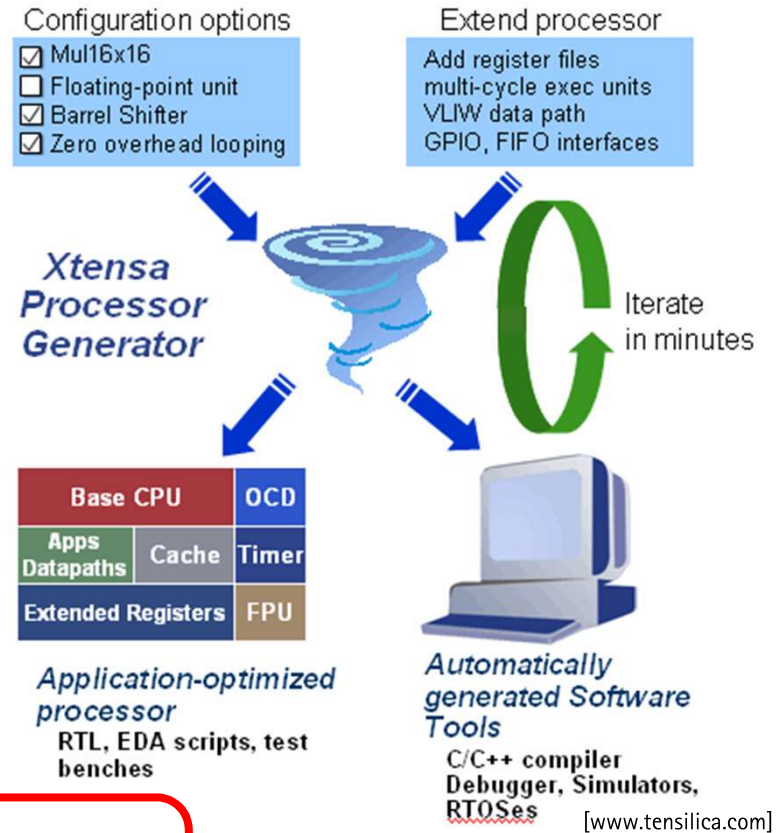 Configuration options
Mul16x16
Floating-point unit
Barrel Shifter
Zero overhead looping
Extend processor
Add register files
multi-cycle exec units
VLIW data path
GPIO, FIFO interfaces
Xtensa
Processor
Generator
Iterate
in minutes
Base CPU
OCD
Apps
Datapaths
Cache
Timer
Extended Registers
FPU
Application-optimized
processor
RTL, EDA scripts, test
benches
Automatically
generated Software
Tools
C/C++ compiler
Debugger, Simulators,
RTOSes
[www.tensilica.com]